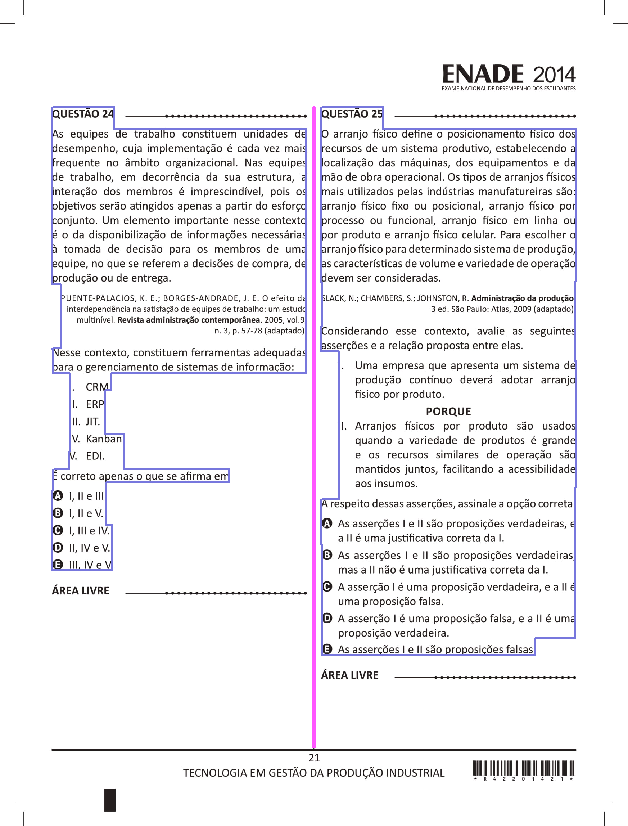 ENADE 2014
EXAME NACIONAL DE DESEMPENHO DOS ESTUDANTES
QUESTÃO 24
As equipes de trabalho constituem unidades de
desempenho, cuja implementação é cada vez mais
frequente no âmbito organizacional. Nas equipes
de trabalho, em decorrência da sua estrutura, a
interação dos membros é imprescindível, pois os
objetivos serão atingidos apenas a partir do esforço
conjunto. Um elemento importante nesse contexto
é o da disponibilização de informações necessárias
à tomada de decisão para os membros de uma
equipe, no que se referem a decisões de compra, de
produção ou de entrega.
PUENTE-PALACIOS, K. E.; BORGES-ANDRADE, J. E. O efeito da
interdependência na satisfação de equipes de trabalho: um estudo
multinível. Revista administração contemporânea. 2005, vol.9,
n. 3, p. 57-78 (adaptado)
Nesse contexto, constituem ferramentas adequadas
para o gerenciamento de sistemas de informação:
I. CRM.
II. ERP.
III. JIT.
IV. Kanban.
V. EDI.
É correto apenas o que se afirma em
A I, II e III.
B I, II e V.
C I, III e IV.
D II, IV e V.
E III, IV e V.
ÁREA LIVRE
QUESTÃO 25
O arranjo físico define o posicionamento físico dos
recursos de um sistema produtivo, estabelecendo a
localização das máquinas, dos equipamentos e da
mão de obra operacional. Os tipos de arranjos físicos
mais utilizados pelas indústrias manufatureiras são:
arranjo físico fixo ou posicional, arranjo físico por
processo ou funcional, arranjo físico em linha ou
por produto e arranjo físico celular. Para escolher o
arranjo físico para determinado sistema de produção,
as características de volume e variedade de operação
devem ser consideradas.
SLACK, N.; CHAMBERS, S.; JOHNSTON, R. Administração da produção.
3 ed. São Paulo: Atlas, 2009 (adaptado)
Considerando esse contexto, avalie as seguintes
asserções e a relação proposta entre elas.
I. Uma empresa que apresenta um sistema de
produção contínuo deverá adotar arranjo
físico por produto.
PORQUE
II. Arranjos físicos por produto são usados
quando a variedade de produtos é grande
e os recursos similares de operação são
mantidos juntos, facilitando a acessibilidade
aos insumos.
A respeito dessas asserções, assinale a opção correta.
A As asserções I e II são proposições verdadeiras, e
a II é uma justificativa correta da I.
B As asserções I e II são proposições verdadeiras,
mas a II não é uma justificativa correta da I.
C A asserção I é uma proposição verdadeira, e a II é
uma proposição falsa.
D A asserção I é uma proposição falsa, e a II é uma
proposição verdadeira.
E As asserções I e II são proposições falsas.
ÁREA LIVRE
21
TECNOLOGIA EM GESTÃO DA PRODUÇÃO INDUSTRIAL